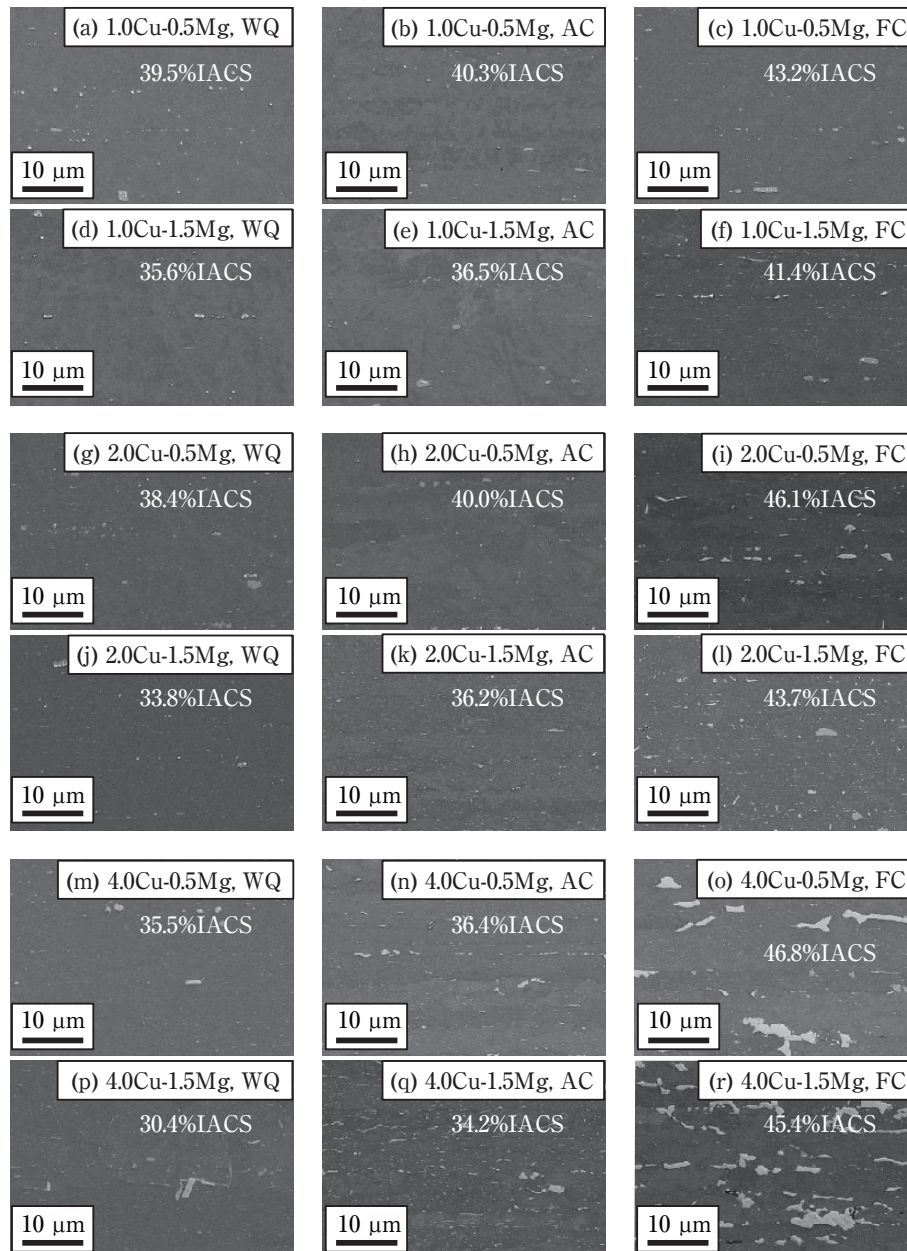 (a) 1.0Cu-0.5Mg, WQ
39.5%IACS
10 μm
(b) 1.0Cu-0.5Mg, AC
40.3%IACS
10 μm
(c) 1.0Cu-0.5Mg, FC
43.2%IACS
10 μm
(d) 1.0Cu-1.5Mg, WQ
35.6%IACS
10 μm
(e) 1.0Cu-1.5Mg, AC
36.5%IACS
10 μm
(f) 1.0Cu-1.5Mg, FC
41.4%IACS
10 μm
(g) 2.0Cu-0.5Mg, WQ
38.4%IACS
10 μm
(h) 2.0Cu-0.5Mg, AC
40.0%IACS
10 μm
(i) 2.0Cu-0.5Mg, FC
46.1%IACS
10 μm
(j) 2.0Cu-1.5Mg, WQ
33.8%IACS
10 μm
(k) 2.0Cu-1.5Mg, AC
36.2%IACS
10 μm
(l) 2.0Cu-1.5Mg, FC
43.7%IACS
10 μm
(m) 4.0Cu-0.5Mg, WQ
35.5%IACS
10 μm
(n) 4.0Cu-0.5Mg, AC
36.4%IACS
10 μm
(o) 4.0Cu-0.5Mg, FC
46.8%IACS
10 μm
(p) 4.0Cu-1.5Mg, WQ
30.4%IACS
10 μm
(q) 4.0Cu-1.5Mg, AC
34.2%IACS
10 μm
(r) 4.0Cu-1.5Mg, FC
45.4%IACS
10 μm